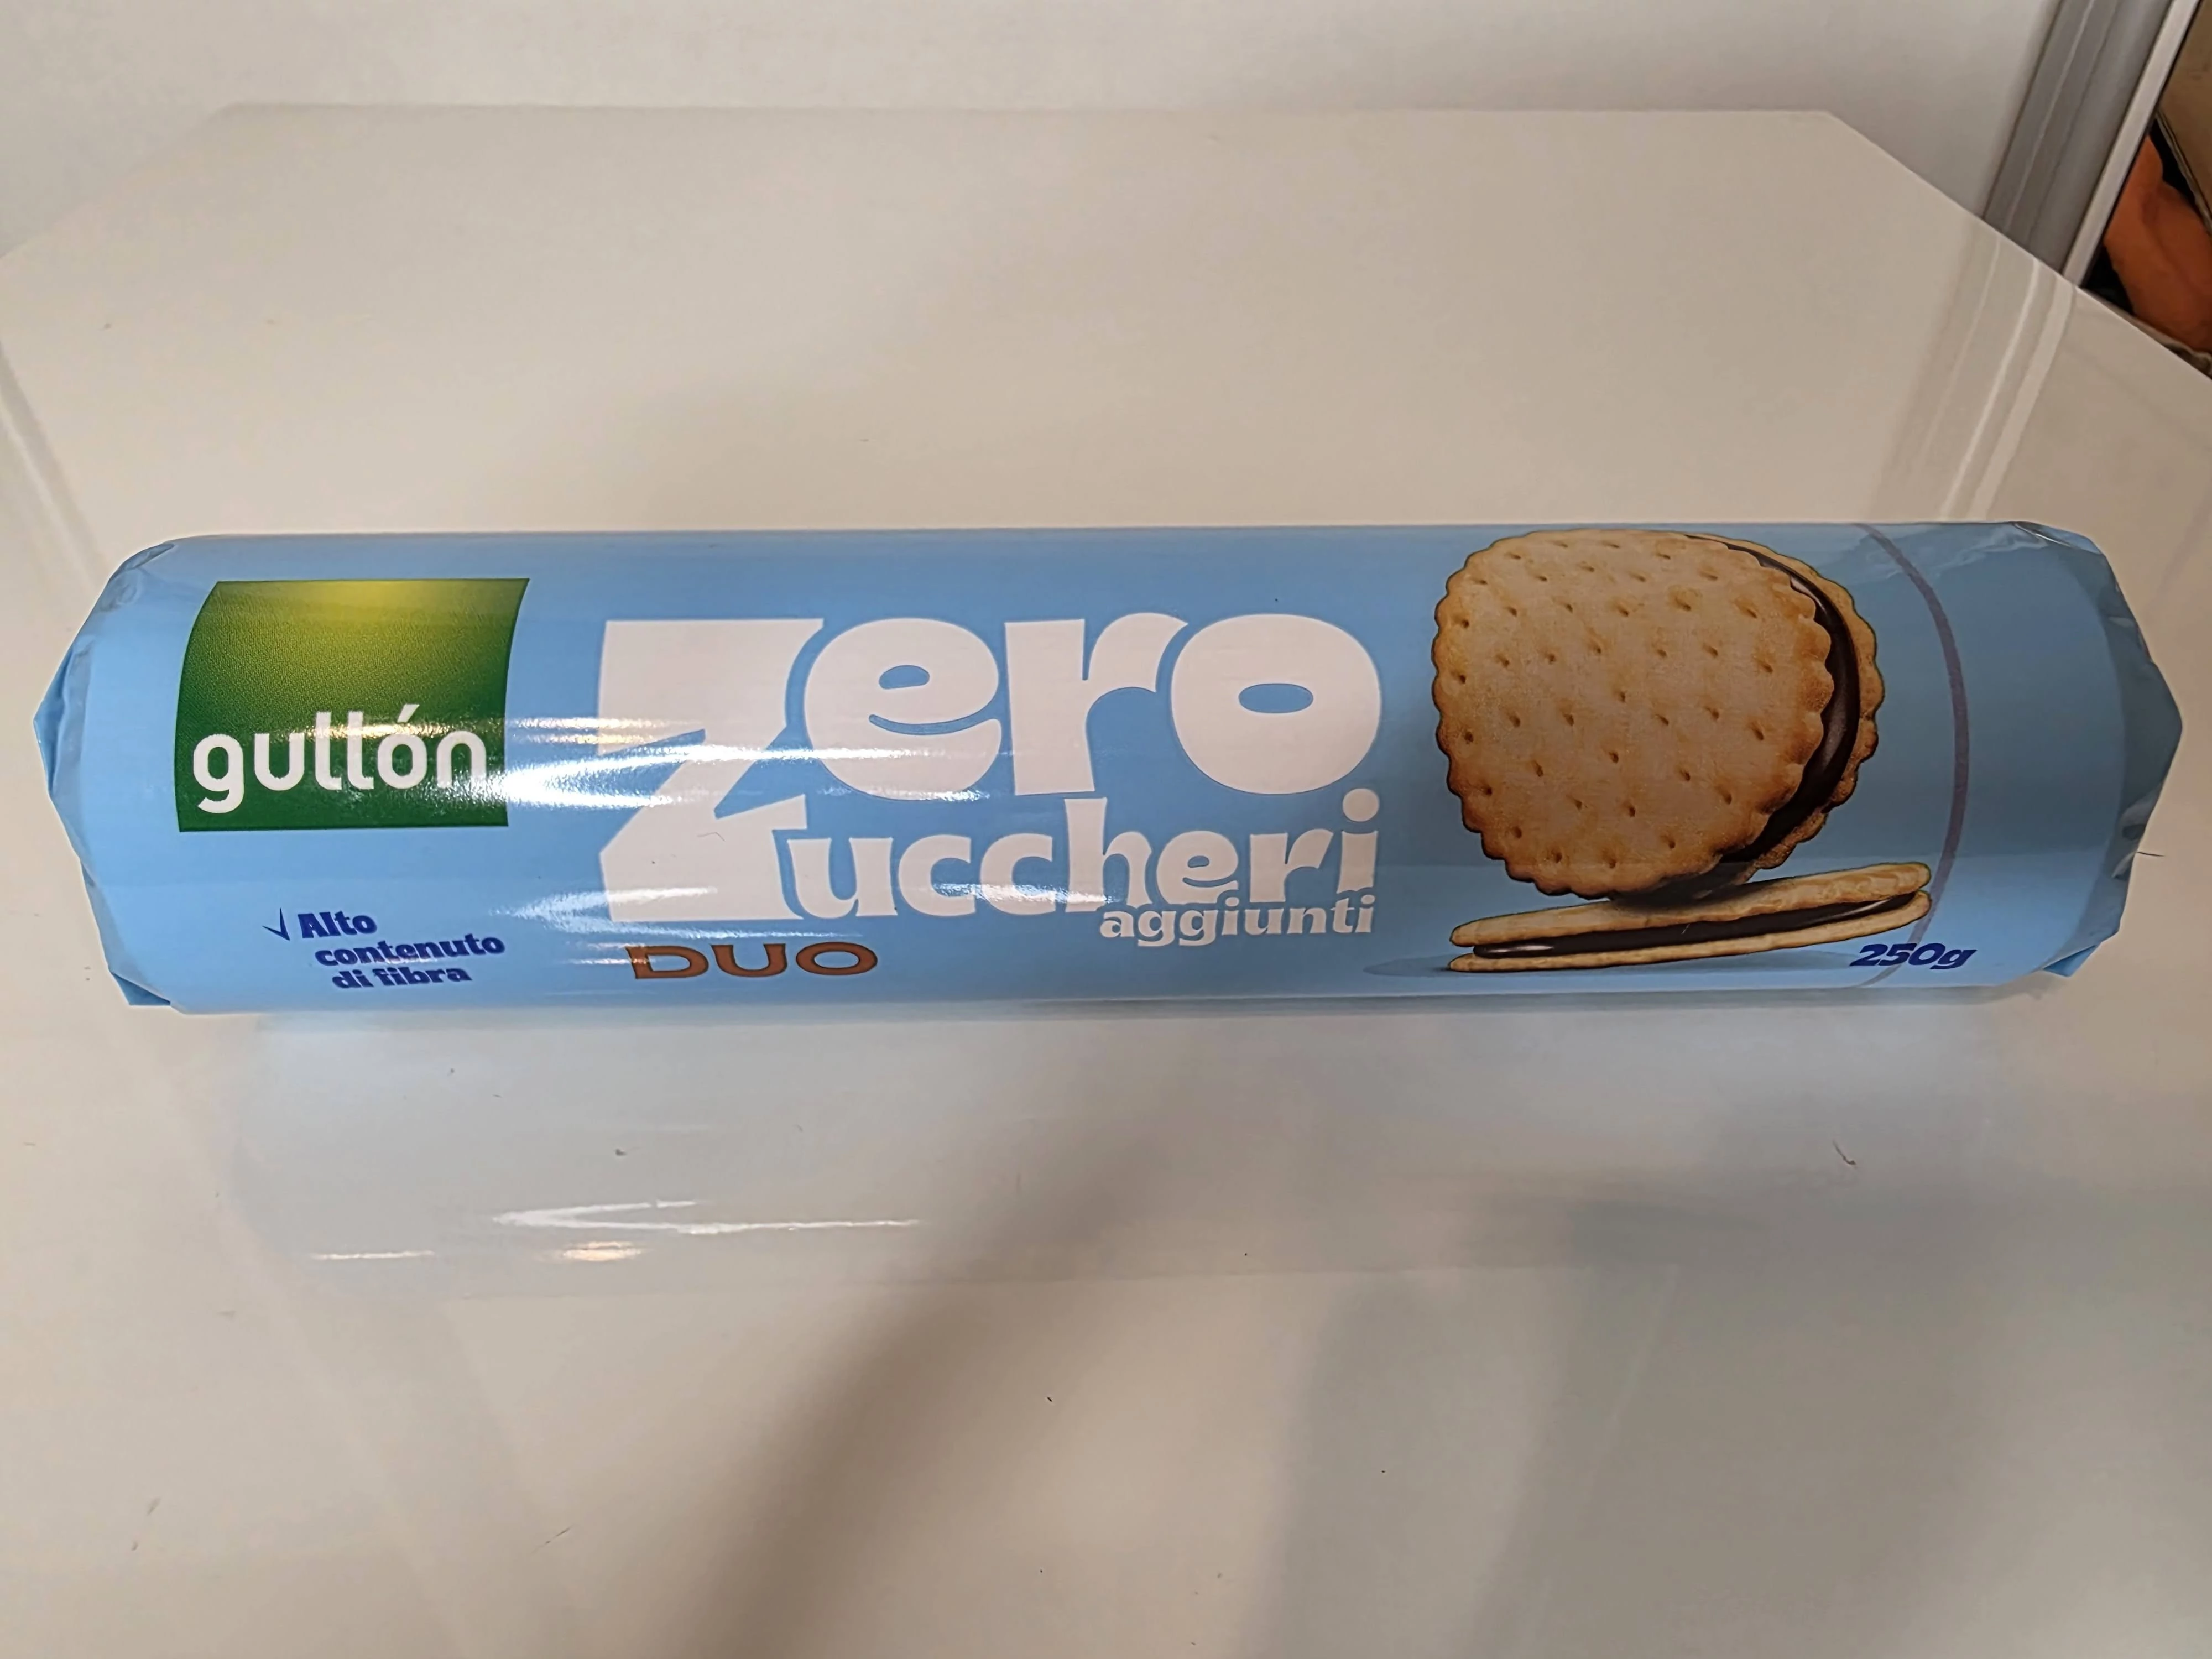 gullón
zero
zuccheri
aggiunti
DUO
√ Alto
contenuto
di fibra
250g